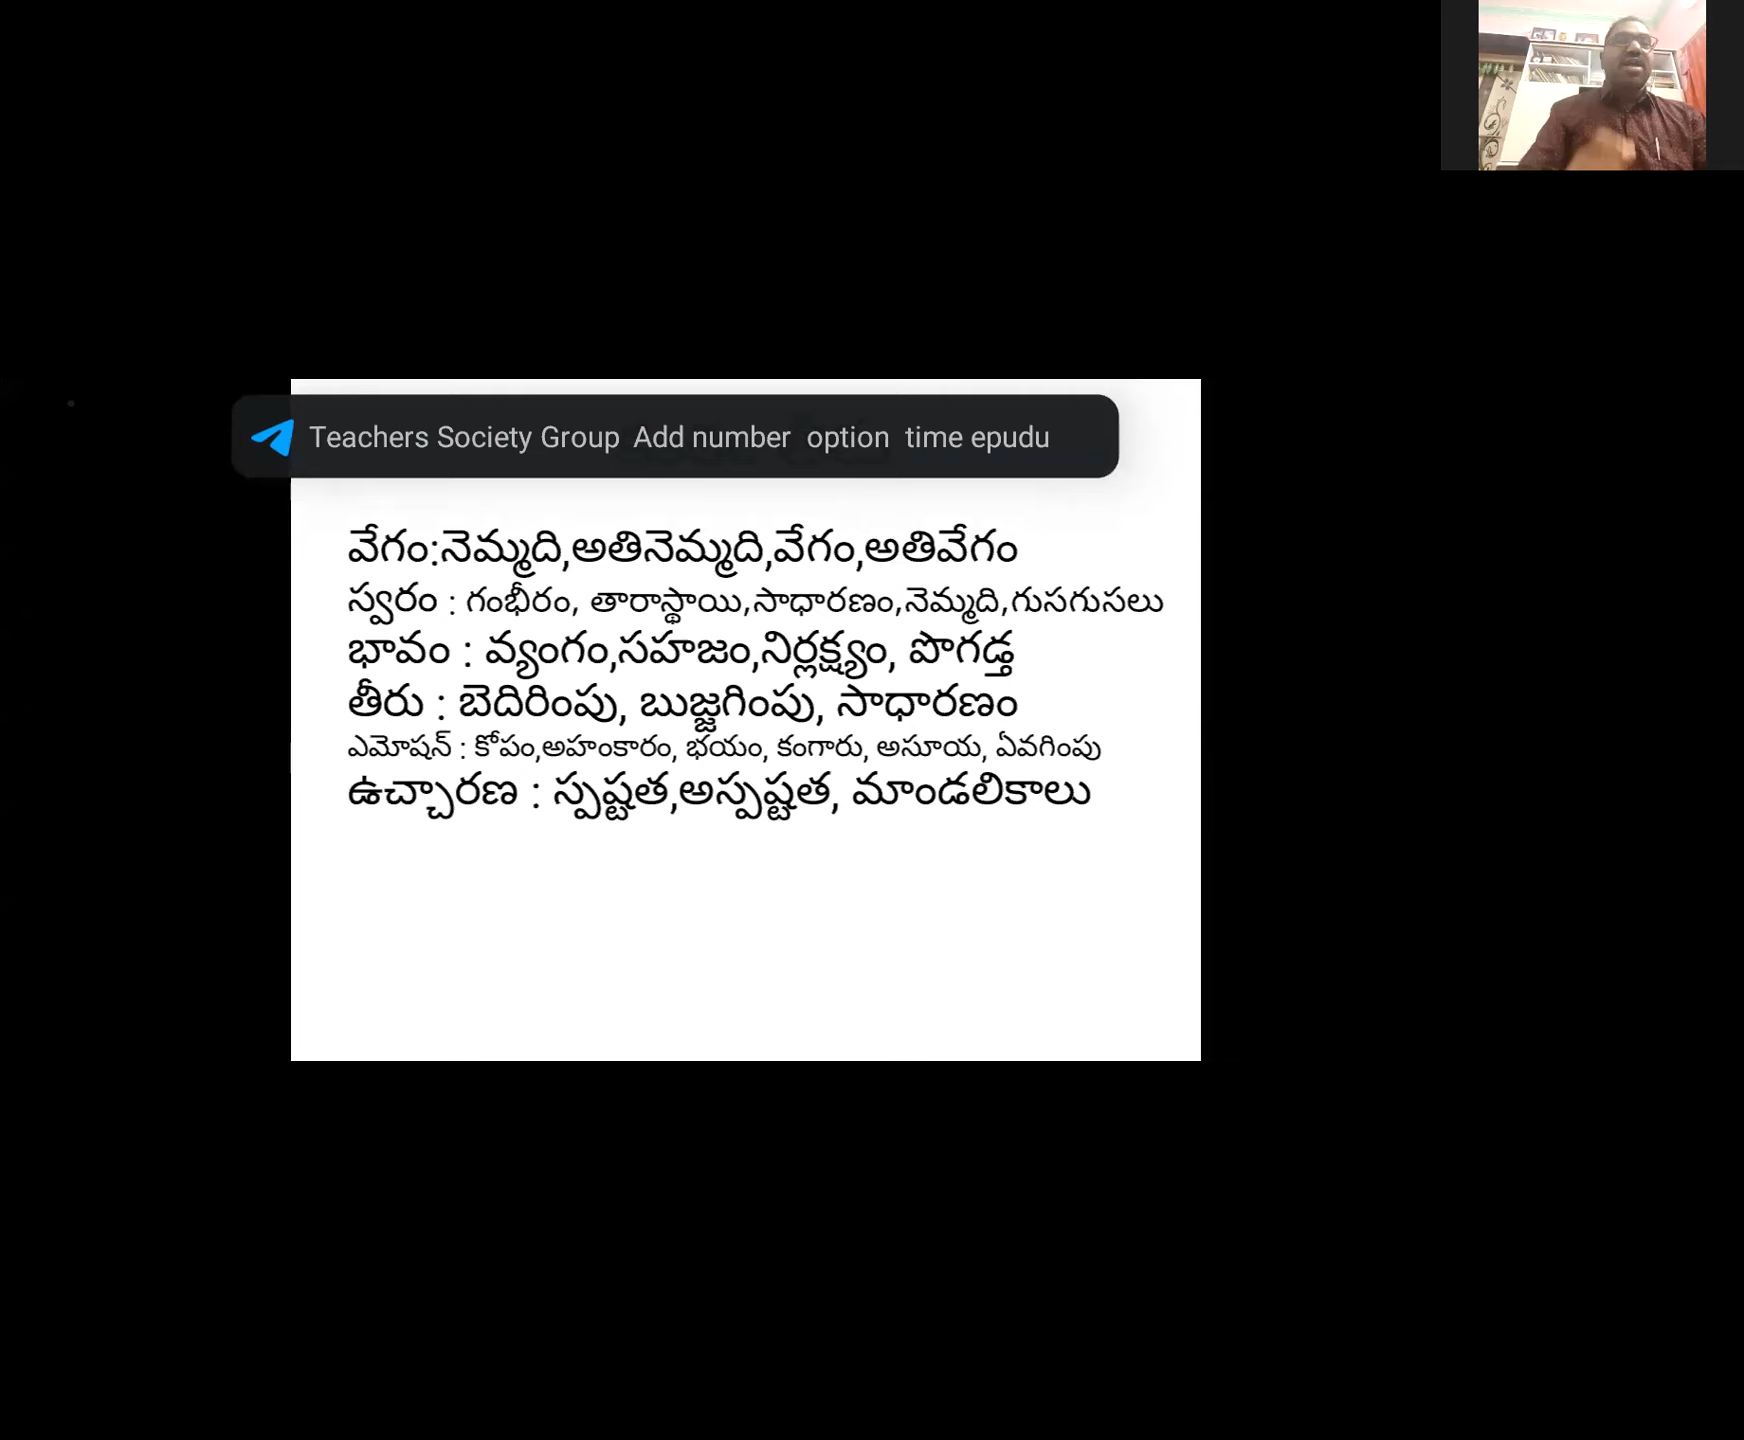 Teachers Society Group  Add number  option  time epudu
వేగం:నెమ్మది,అతినెమ్మది,వేగం,అతివేగం
స్వరం : గంభీరం, తారాస్థాయి,సాధారణం,నెమ్మది,గుసగుసలు
భావం : వ్యంగం,సహజం,నిర్లక్ష్యం, పొగడ్త
తీరు : బెదిరింపు, బుజ్జగింపు, సాధారణం
ఎమోషన్ : కోపం,అహంకారం, భయం, కంగారు, అసూయ, ఏవగింపు
ఉచ్చారణ : స్పష్టత,అస్పష్టత, మాండలికాలు